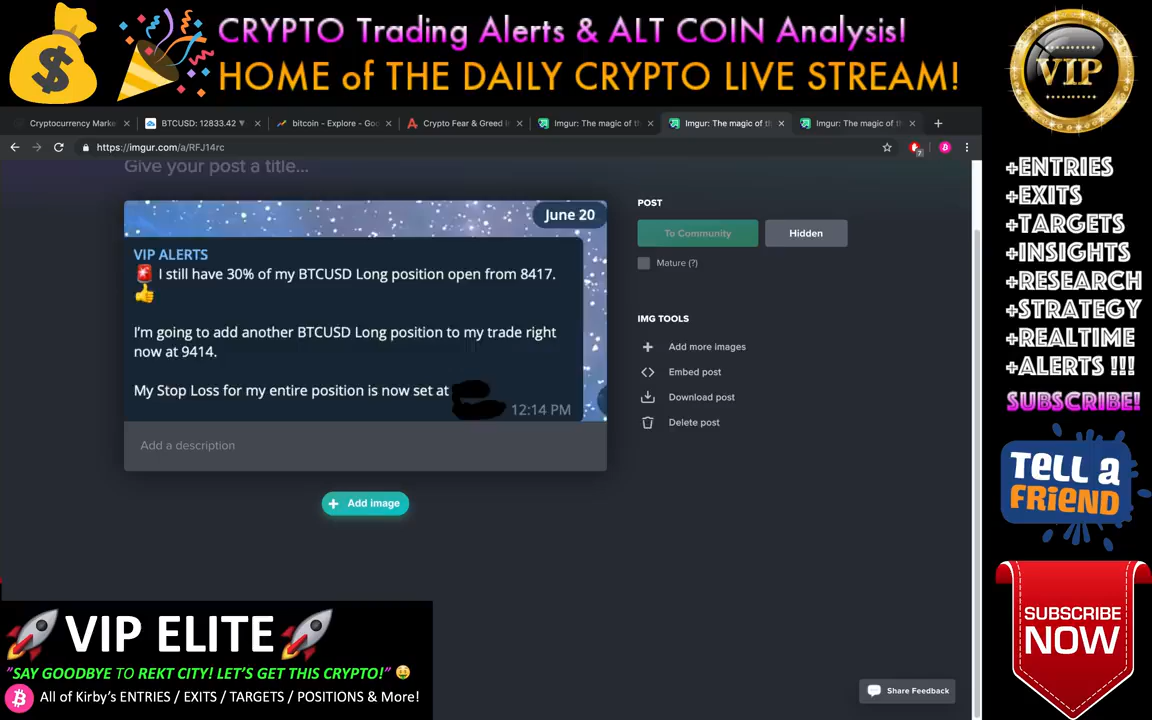 CRYPTO Trading Alerts & ALT COIN Analysis!
HOME of THE DAILY CRYPTO LIVE STREAM!
VIP
Cryptocurrency Marke
BTCUSD: 12833.42 ▼
bitcoin - Explore - Goo
Crypto Fear & Greed I
Imgur: The magic of t
Imgur: The magic of t
Imgur: The magic of t
https://imgur.com/a/RFJ14rc
Give your post a title...
June 20
VIP ALERTS
I still have 30% of my BTCUSD Long position open from 8417.
I'm going to add another BTCUSD Long position to my trade right
now at 9414.
My Stop Loss for my entire position is now set at
12:14 PM
Add a description
Add image
POST
To Community
Hidden
Mature (?)
IMG TOOLS
Add more images
Embed post
Download post
Delete post
+ENTRIES
+EXITS
+TARGETS
+INSIGHTS
+RESEARCH
+STRATEGY
+REALTIME
+ALERTS !!!
SUBSCRIBE!
TELL a
FRIEND
SUBSCRIBE
NOW
VIP ELITE
"SAY GOODBYE TO REKT CITY! LET'S GET THIS CRYPTO!"
All of Kirby's ENTRIES / EXITS / TARGETS / POSITIONS & More!
Share Feedback